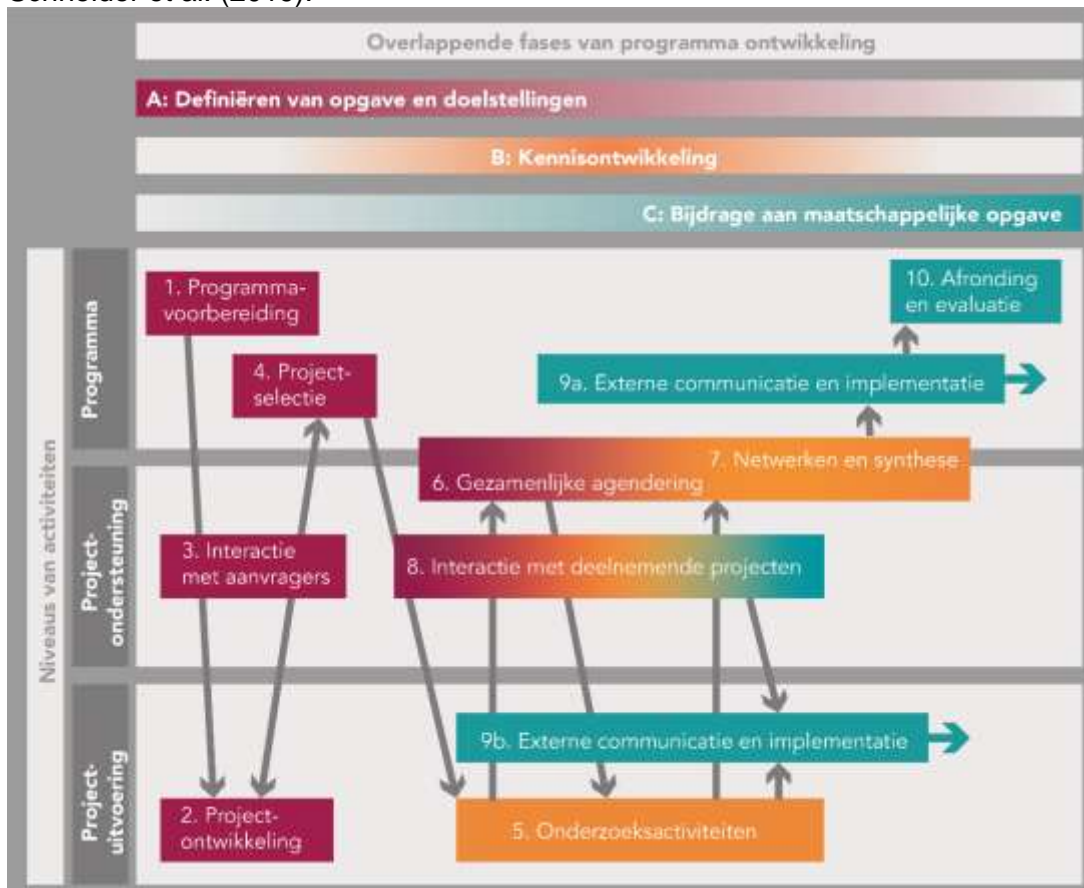 Overlappende fases van programma ontwikkeling
A: Definiëren van opgave en doelstellingen
B: Kennisontwikkeling
C: Bijdrage aan maatschappelijke opgave
Niveaus van activiteiten
Programma
1. Programma-
voorbereiding
4. Project-
selectie
10. Afronding
en evaluatie
9a. Externe communicatie en implementatie
7. Netwerken en synthese
6. Gezamenlijke agendering
Project-
ondersteuning
3. Interactie
met aanvragers
8. Interactie met deelnemende projecten
Project-
uitvoering
9b. Externe communicatie en implementatie
2. Project-
ontwikkeling
5. Onderzoeksactiviteiten